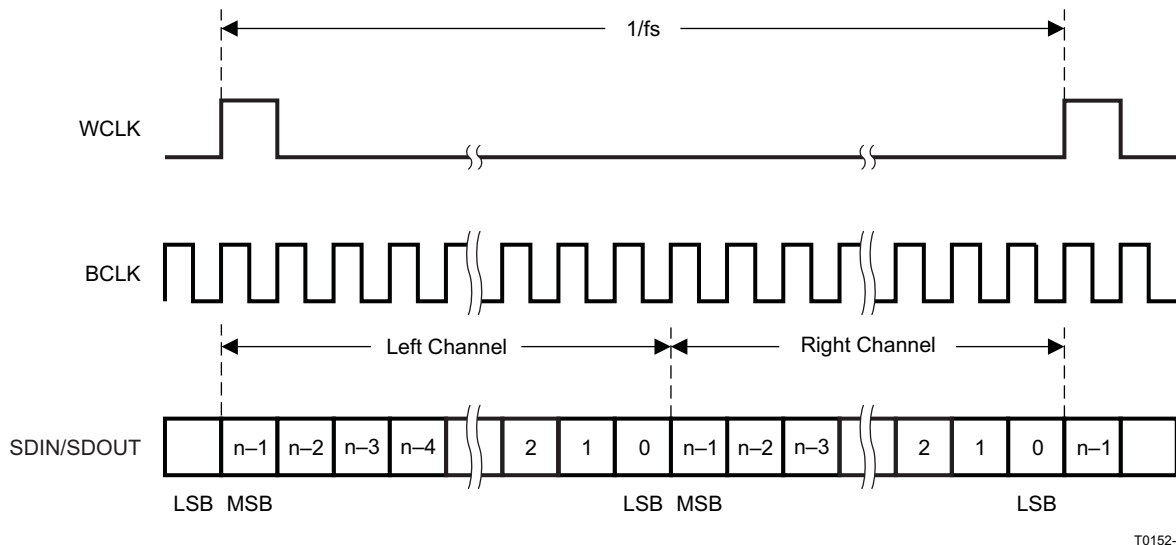 1/fs
WCLK
BCLK
Left Channel Right Channel
SDIN/SDOUT n–1 n–2 n–3 n–4 2 1 0 n–1 n–2 n–3 2 1 0 n–1
LSB MSB LSB MSB LSB
T0152-